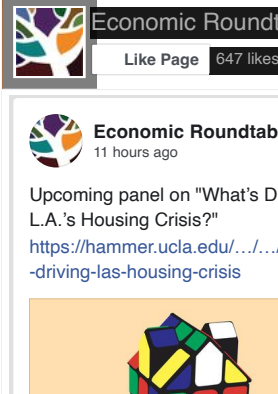 Economic Roundt
Like Page 647 likes
Economic Roundtab
11 hours ago
Upcoming panel on "What's D
L.A.'s Housing Crisis?"
https://hammer.ucla.edu/…/…/
-driving-las-housing-crisis